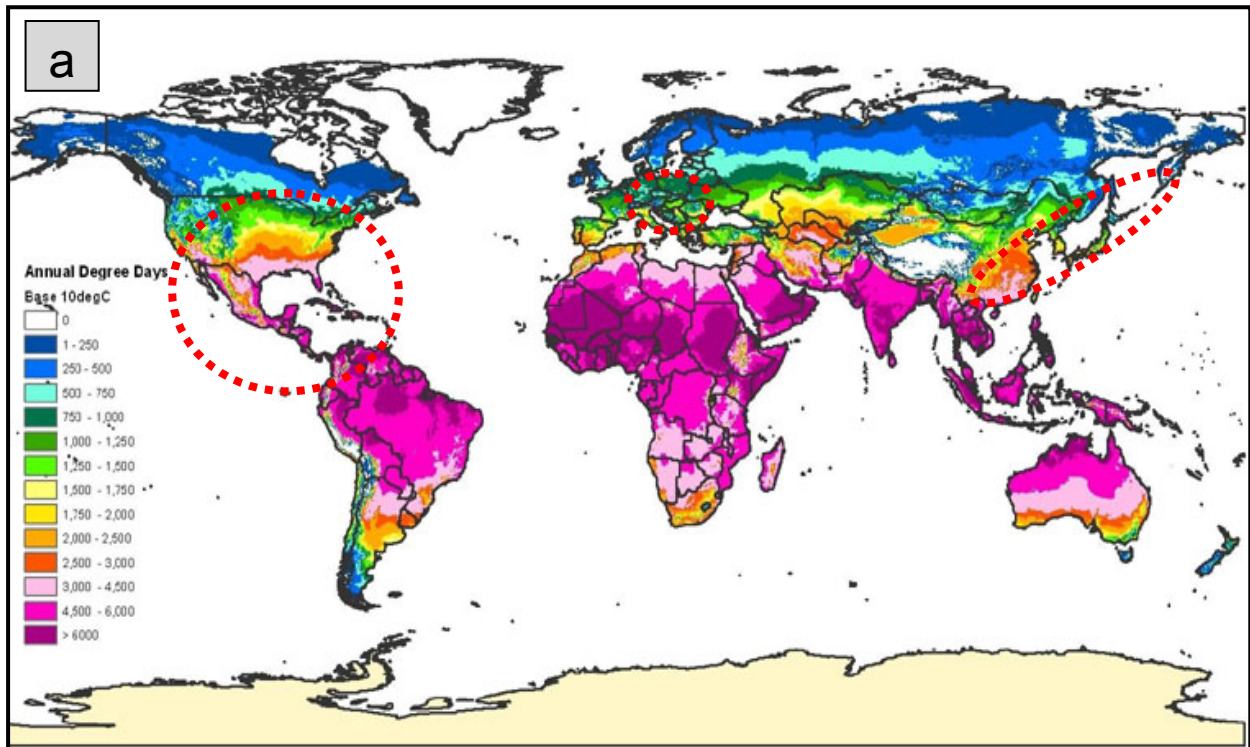 a
Annual Degree Days
Base 10degC
0
1 - 250
250 - 500
500 - 750
750 - 1,000
1,000 - 1,250
1,250 - 1,500
1,500 - 1,750
1,750 - 2,000
2,000 - 2,500
2,500 - 3,000
3,000 - 4,500
4,500 - 6,000
> 6000